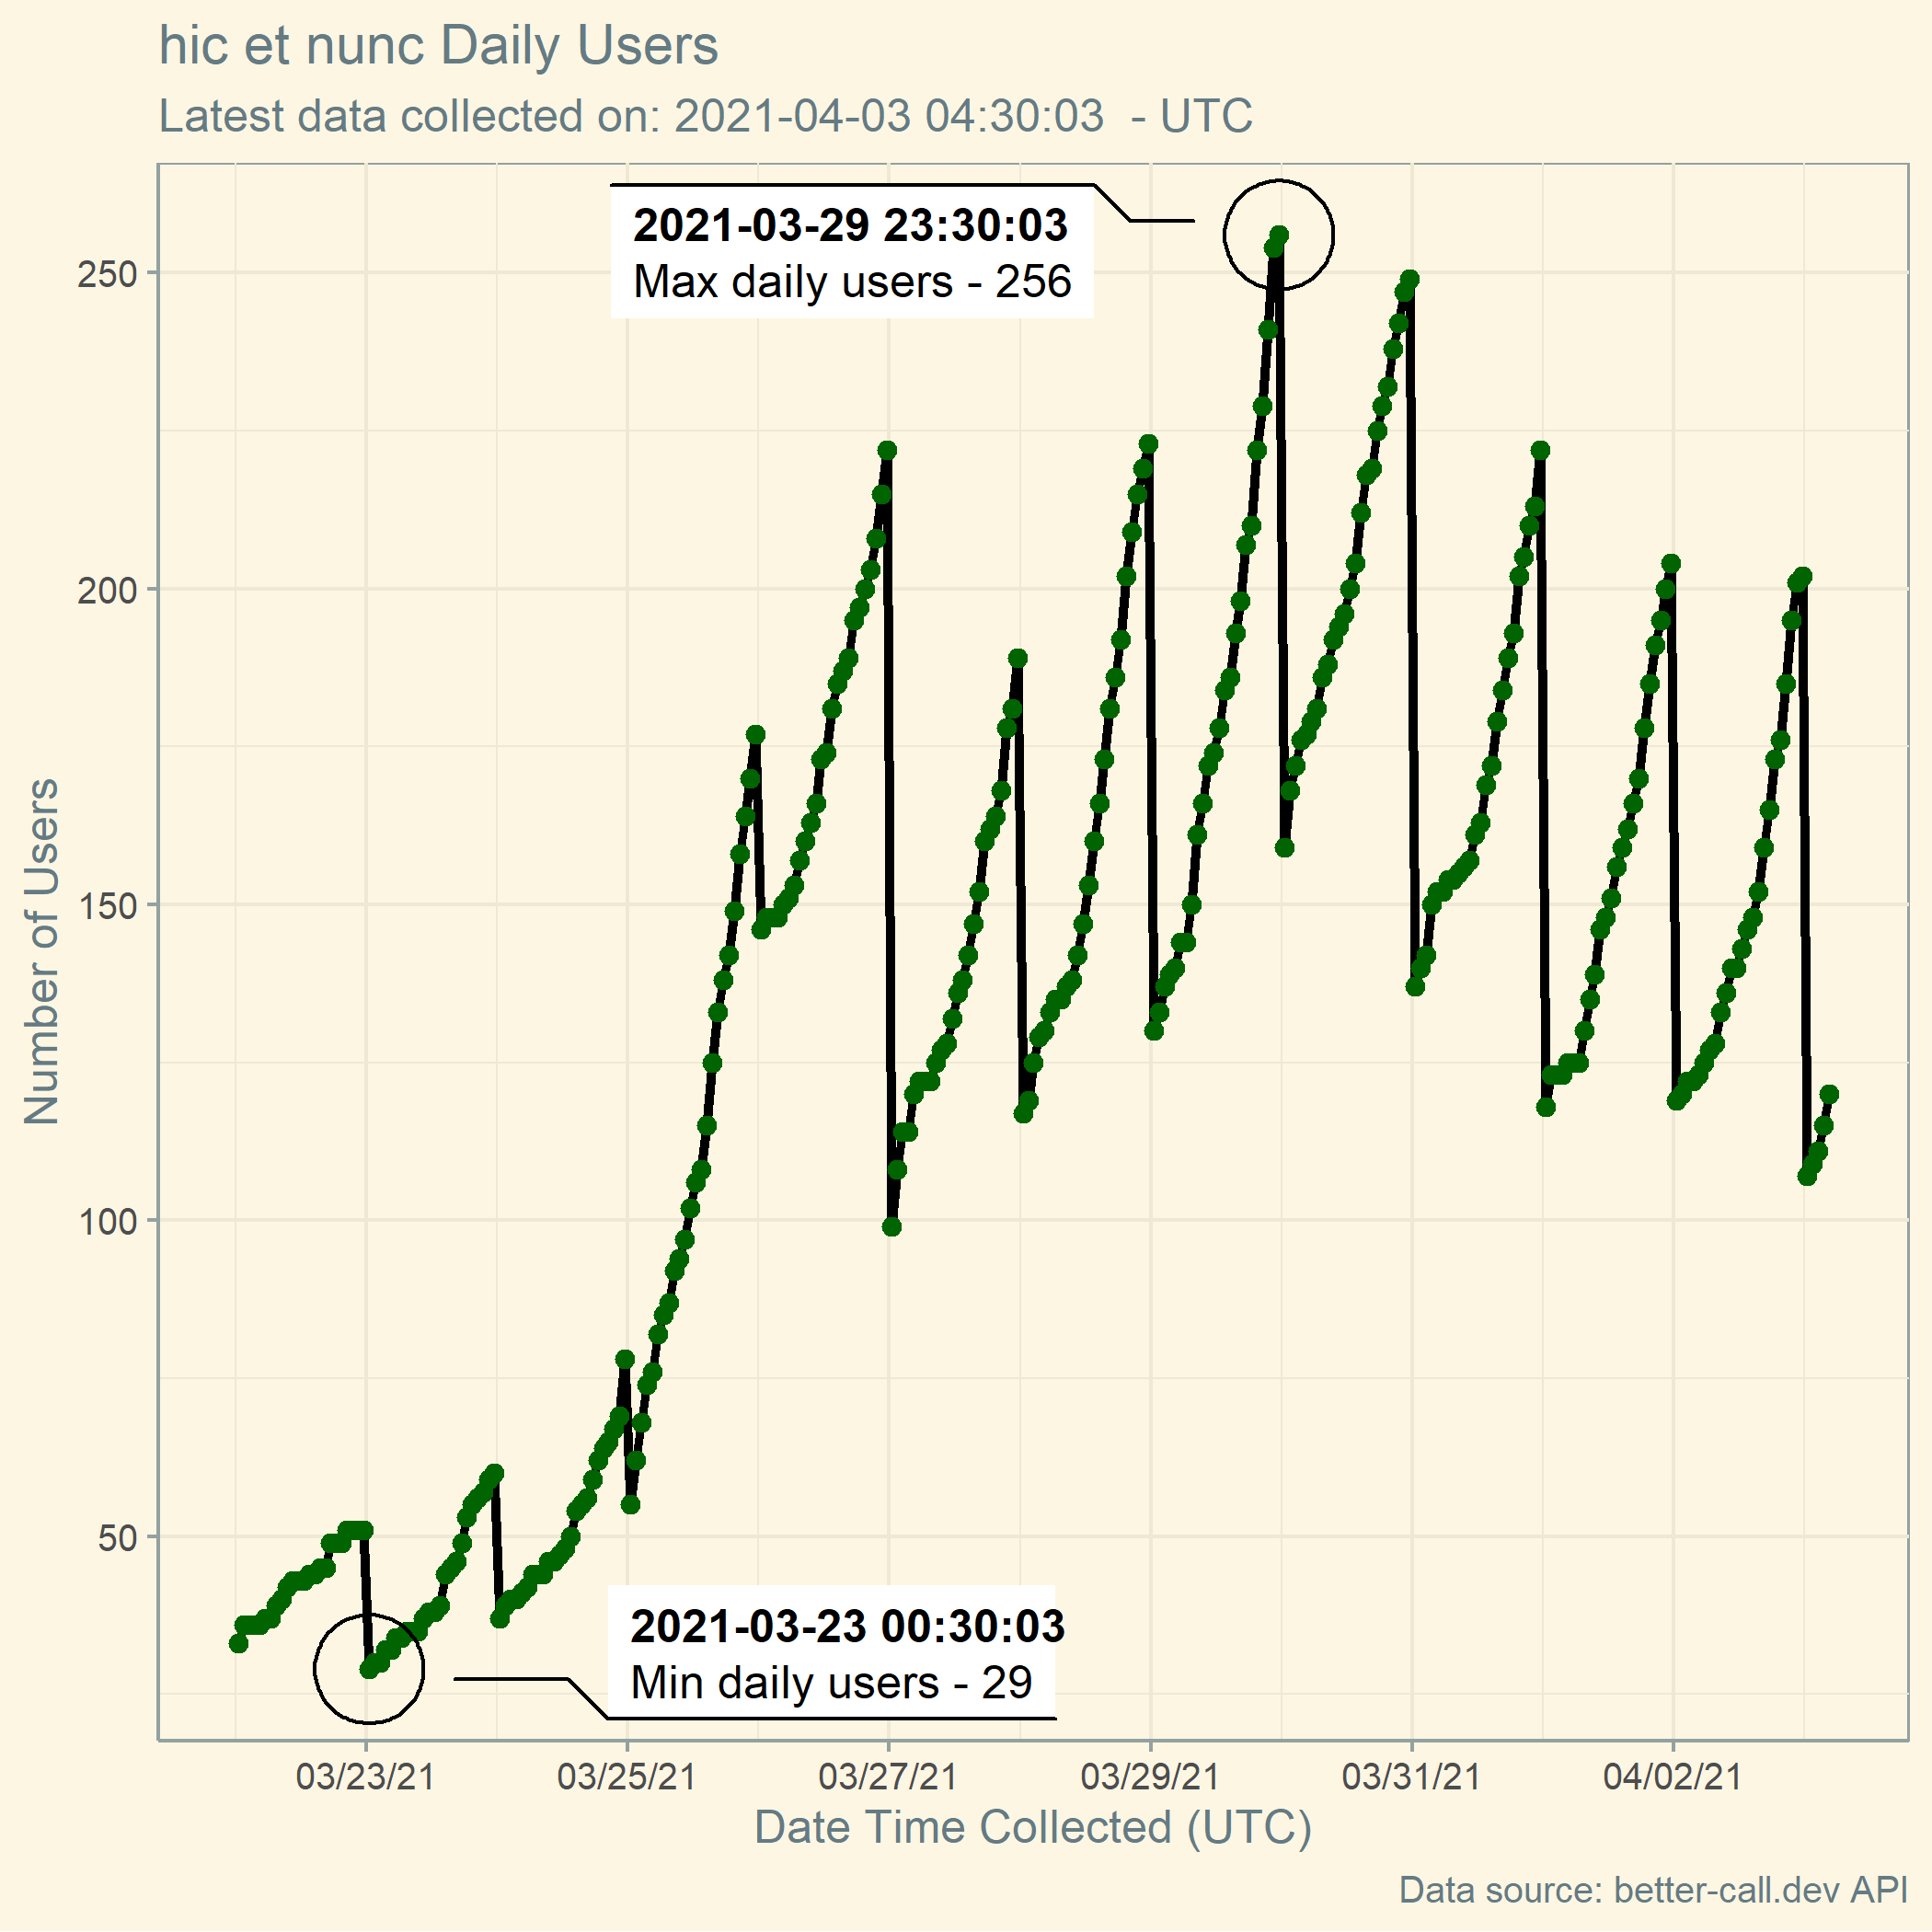 hic et nunc Daily Users
Latest data collected on: 2021-04-03 04:30:03  - UTC
2021-03-29 23:30:03
Max daily users - 256
250
200
150
100
50
Number of Users
2021-03-23 00:30:03
Min daily users - 29
03/23/21 03/25/21 03/27/21 03/29/21 03/31/21 04/02/21
Date Time Collected (UTC)
Data source: better-call.dev API